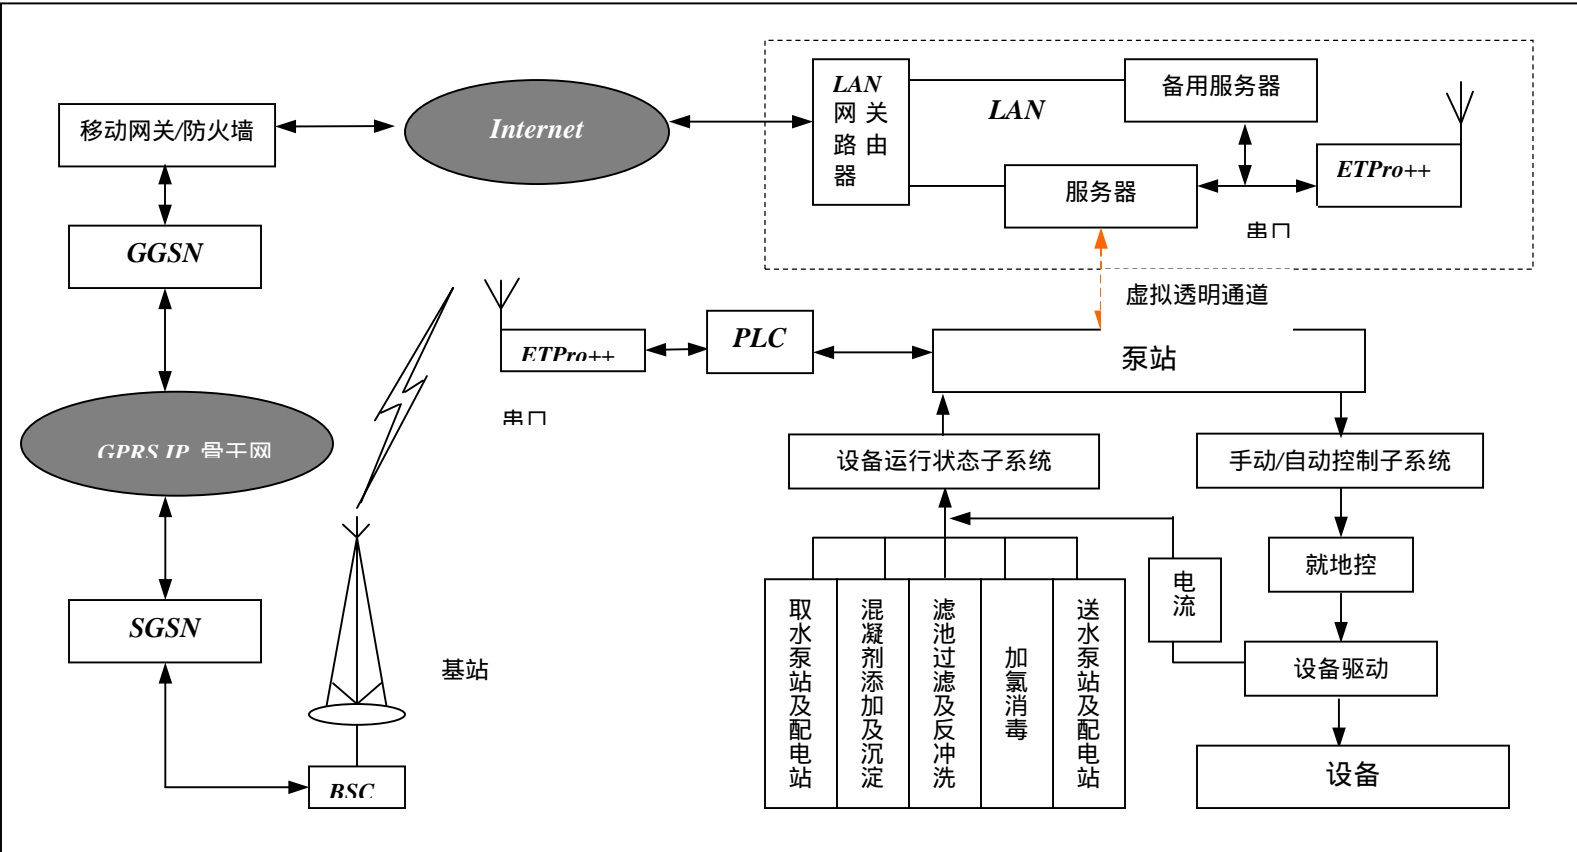 移动网关/防火墙
Internet
LAN
网关
路由
器
LAN
备用服务器
ETPro++
服务器
串口
GGSN
虚拟透明通道
ETPro++
PLC
泵站
串口
GPRS IP 骨干网
设备运行状态子系统
手动/自动控制子系统
就地控
电流
SGSN
基站
取水泵站及配电站
混凝剂添加及沉淀
滤池过滤及反冲洗
加氯消毒
送水泵站及配电站
设备驱动
BSC
设备